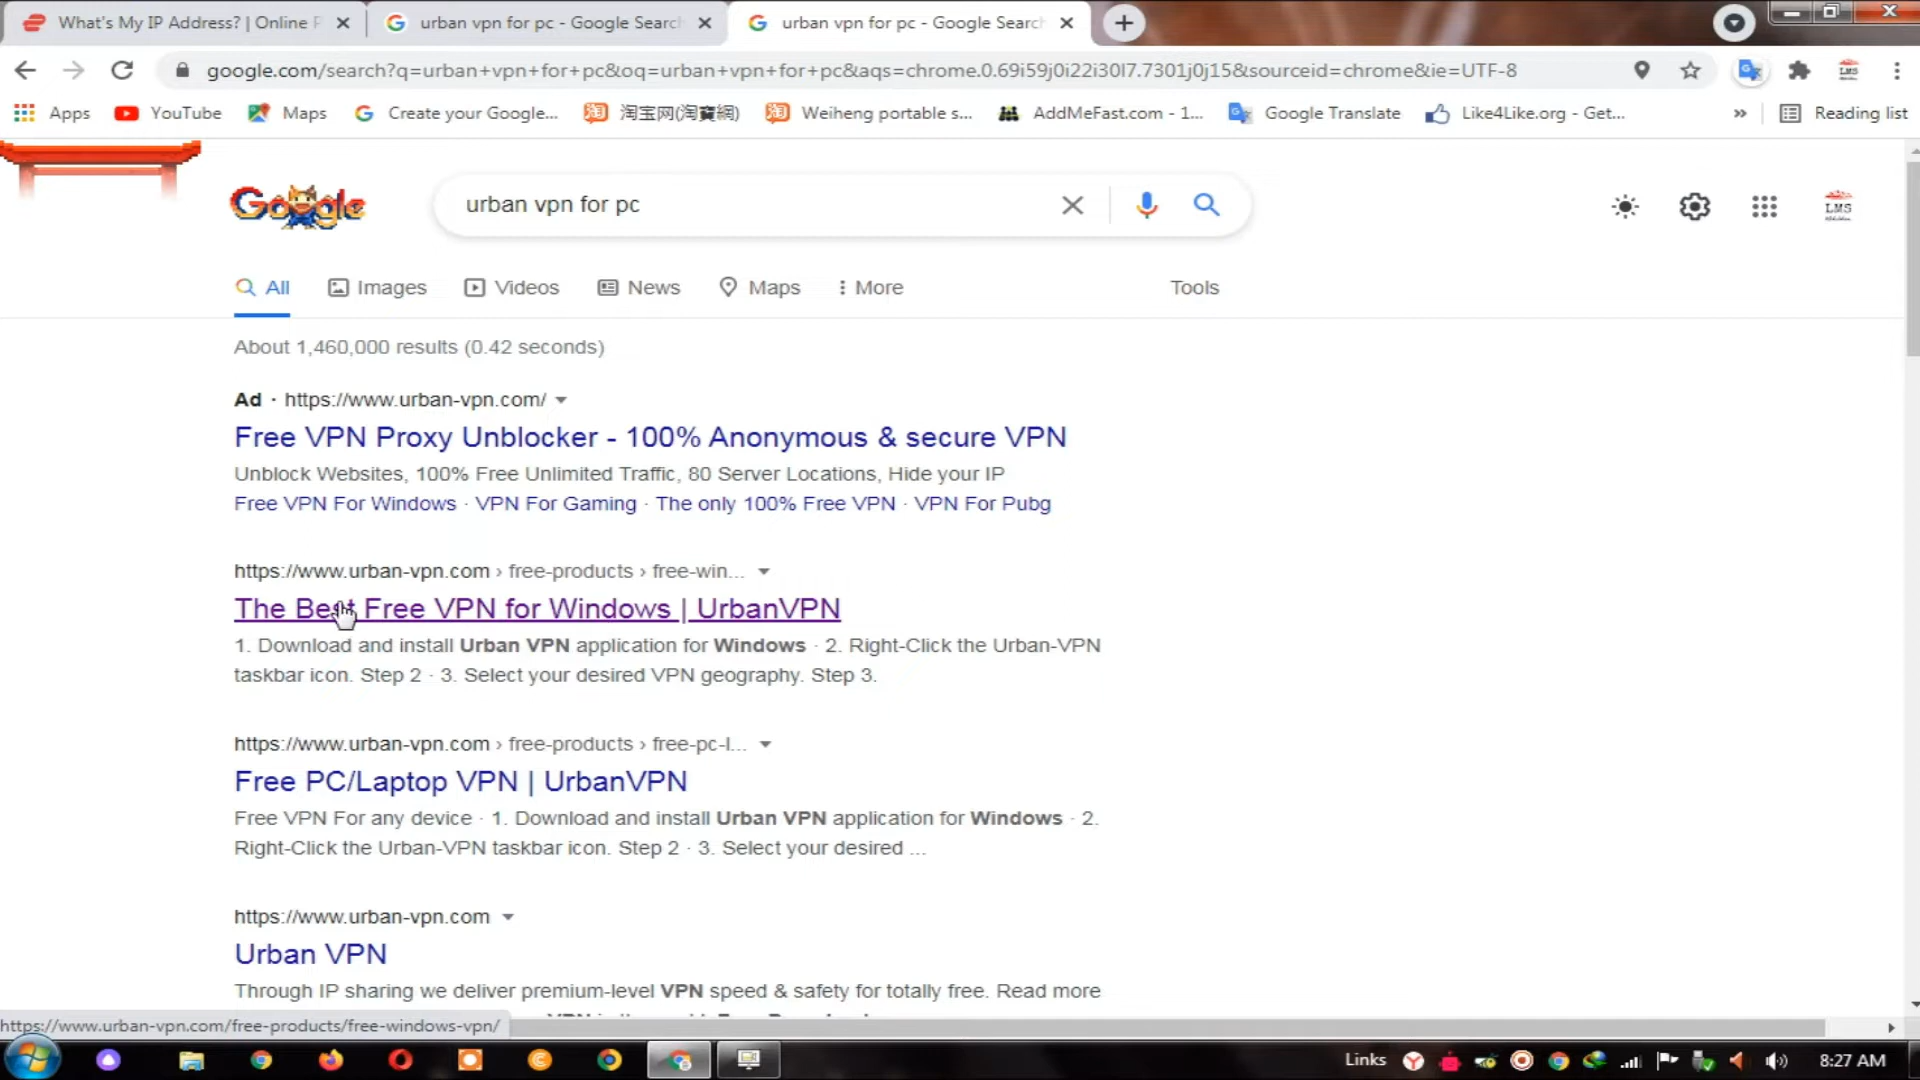 What's My IP Address? | Online P
urban vpn for pc - Google Search
urban vpn for pc - Google Search
google.com/search?q=urban+vpn+for+pc&oq=urban+vpn+for+pc&aqs=chrome.0.69i59j0i22i30l7.7301j0j15&sourceid=chrome&ie=UTF-8
Apps
YouTube
Maps
Create your Google...
淘宝网(淘寶網)
Weiheng portable s...
AddMeFast.com - 1...
Google Translate
Like4Like.org - Get...
»
Reading list
Google
urban vpn for pc
LMS
All
Images
Videos
News
Maps
More
Tools
About 1,460,000 results (0.42 seconds)
Ad · https://www.urban-vpn.com/
Free VPN Proxy Unblocker - 100% Anonymous & secure VPN
Unblock Websites, 100% Free Unlimited Traffic, 80 Server Locations, Hide your IP
Free VPN For Windows · VPN For Gaming · The only 100% Free VPN · VPN For Pubg
https://www.urban-vpn.com › free-products › free-win...
The Best Free VPN for Windows | UrbanVPN
1. Download and install Urban VPN application for Windows · 2. Right-Click the Urban-VPN
taskbar icon. Step 2 · 3. Select your desired VPN geography. Step 3.
https://www.urban-vpn.com › free-products › free-pc-l...
Free PC/Laptop VPN | UrbanVPN
Free VPN For any device · 1. Download and install Urban VPN application for Windows · 2.
Right-Click the Urban-VPN taskbar icon. Step 2 · 3. Select your desired ...
https://www.urban-vpn.com
Urban VPN
Through IP sharing we deliver premium-level VPN speed & safety for totally free. Read more
https://www.urban-vpn.com/free-products/free-windows-vpn/
Links
8:27 AM